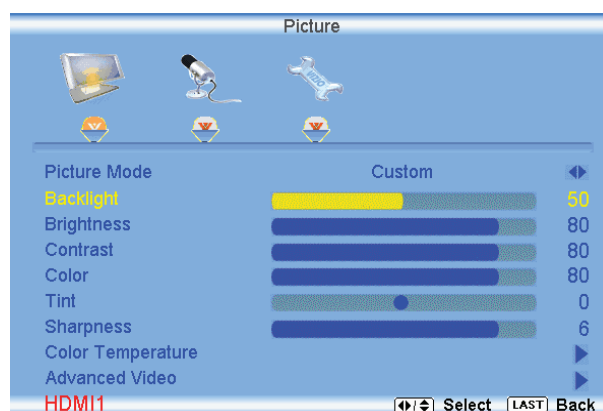 Picture
VIZIO
Picture Mode Custom
Backlight 50
Brightness 80
Contrast 80
Color 80
Tint 0
Sharpness 6
Color Temperature
Advanced Video
HDMI1 Select LAST Back